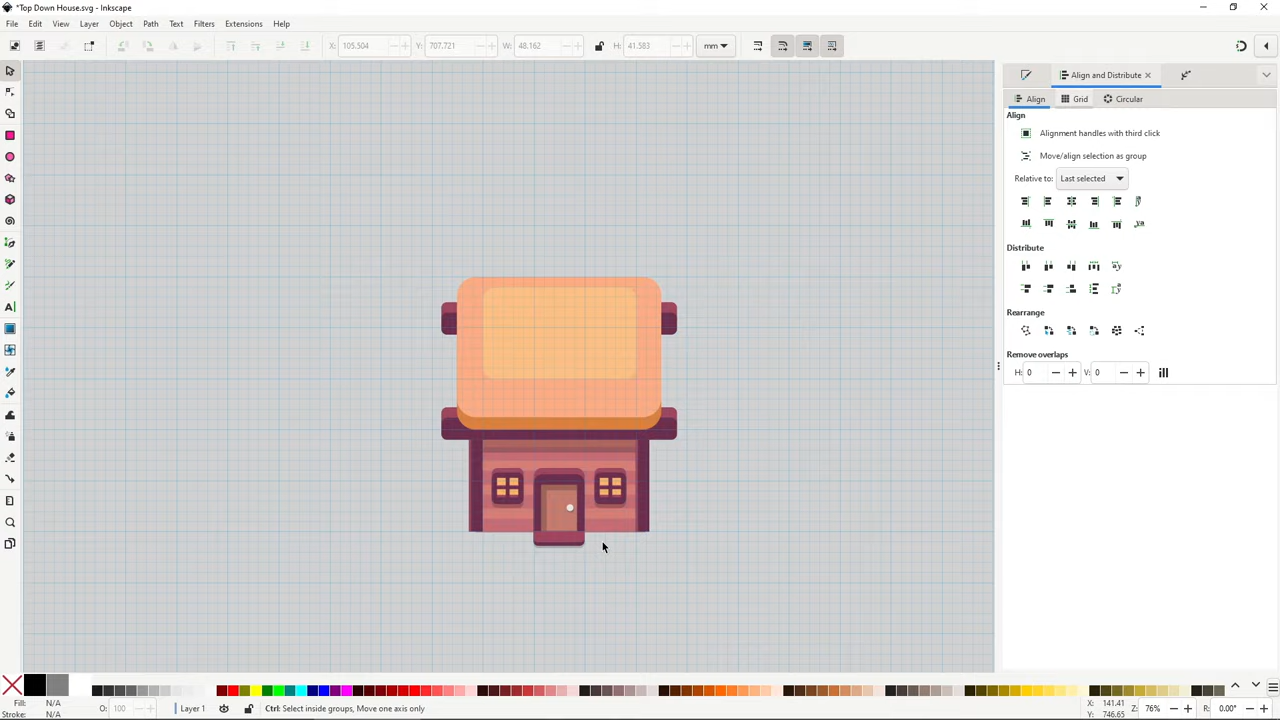 *Top Down House.svg - Inkscape
File Edit View Layer Object Path Text Filters Extensions Help
X: 105.504 Y: 707.721 W: 48.162 H: 41.583 mm
Align and Distribute
Align Grid Circular
Align
Alignment handles with third click
Move/align selection as group
Relative to: Last selected
Distribute
Rearrange
Remove overlaps
H: 0 V: 0
Fill: N/A
Stroke: N/A
O: 100
Layer 1
Ctrl: Select inside groups, Move one axis only
X: 141.41
Y: 746.65
Z: 76%
R: 0.00°